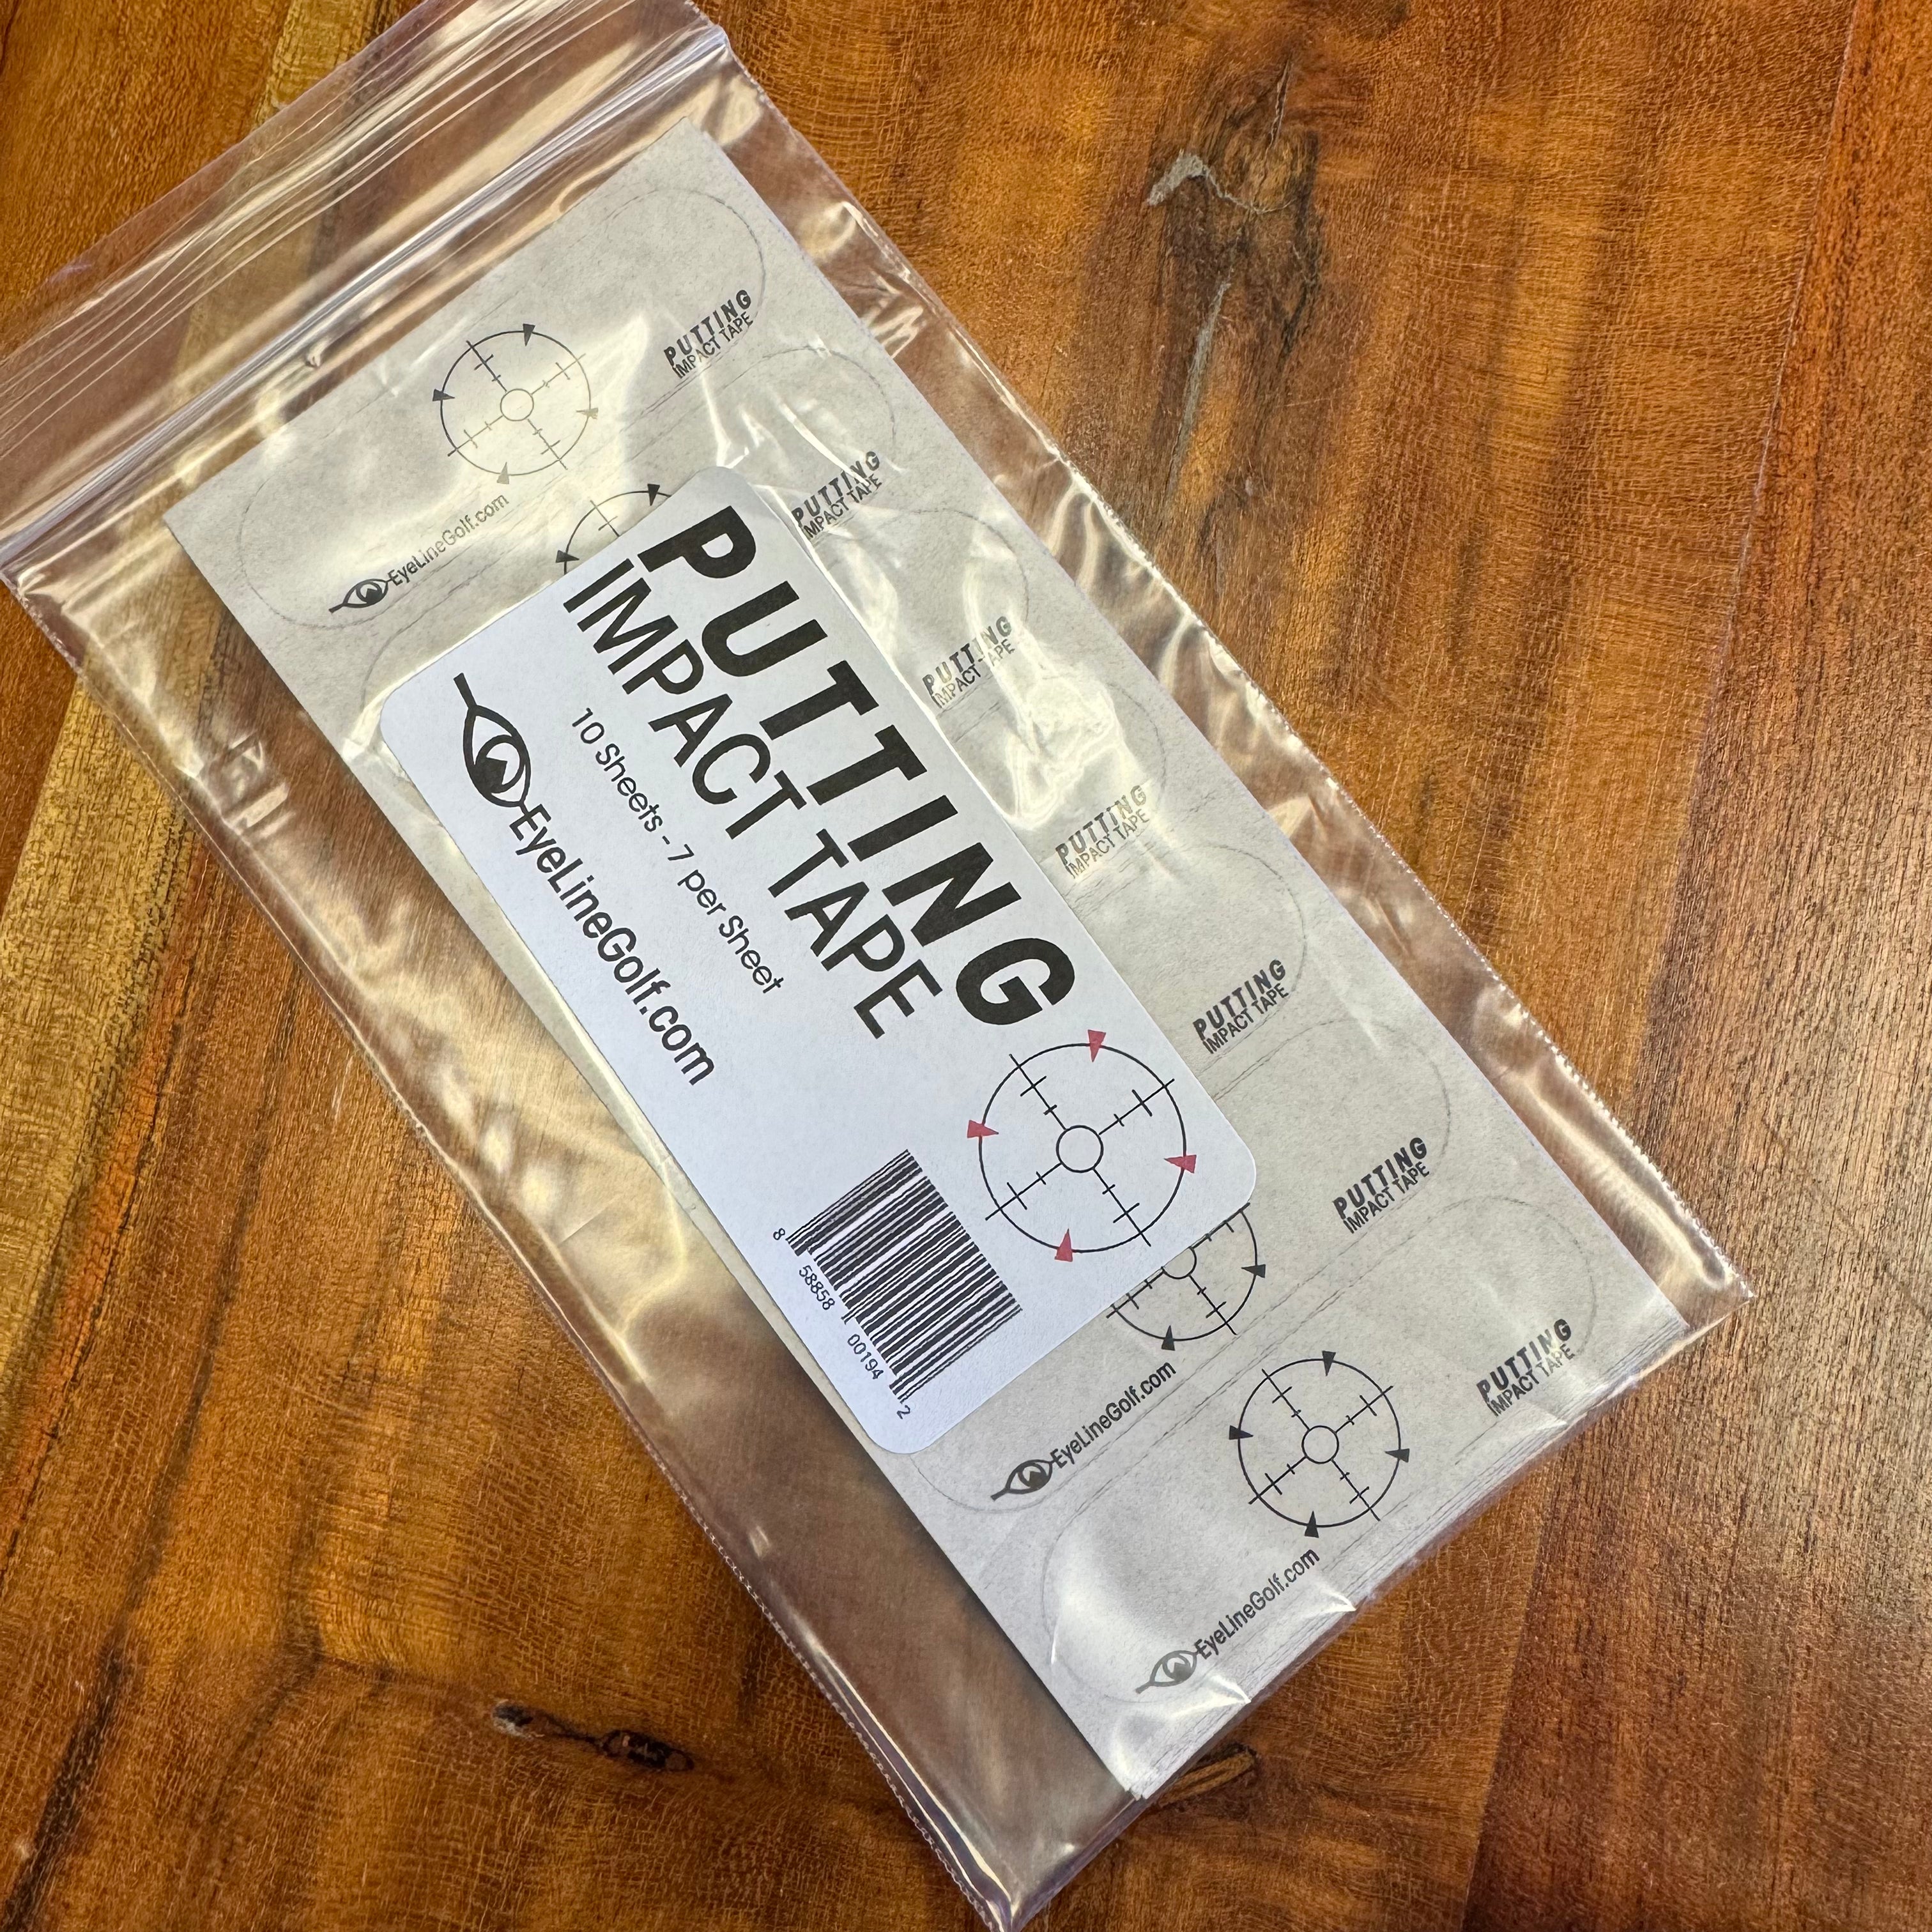 PUTTING
IMPACT TAPE
10 Sheets - 7 per Sheet
EyeLineGolf.com
8 58858 00194 2
PUTTING
IMPACT TAPE
EyeLineGolf.com
PUTTING
IMPACT TAPE
PUTTING
IMPACT TAPE
PUTTING
IMPACT TAPE
PUTTING
IMPACT TAPE
PUTTING
IMPACT TAPE
EyeLineGolf.com
PUTTING
IMPACT TAPE
EyeLineGolf.com